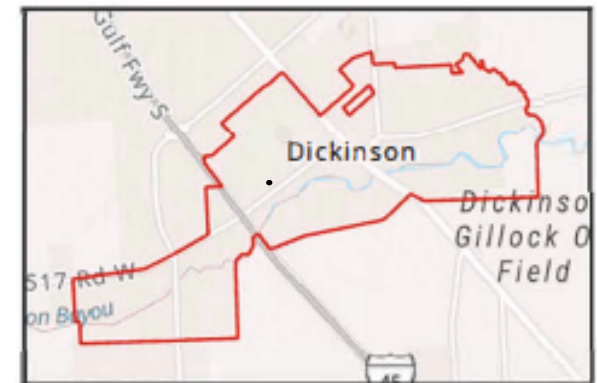 Gulf Fwy S
Dickinson
Dickinso
Gillock O
Field
517 Rd W
on Bayou
45